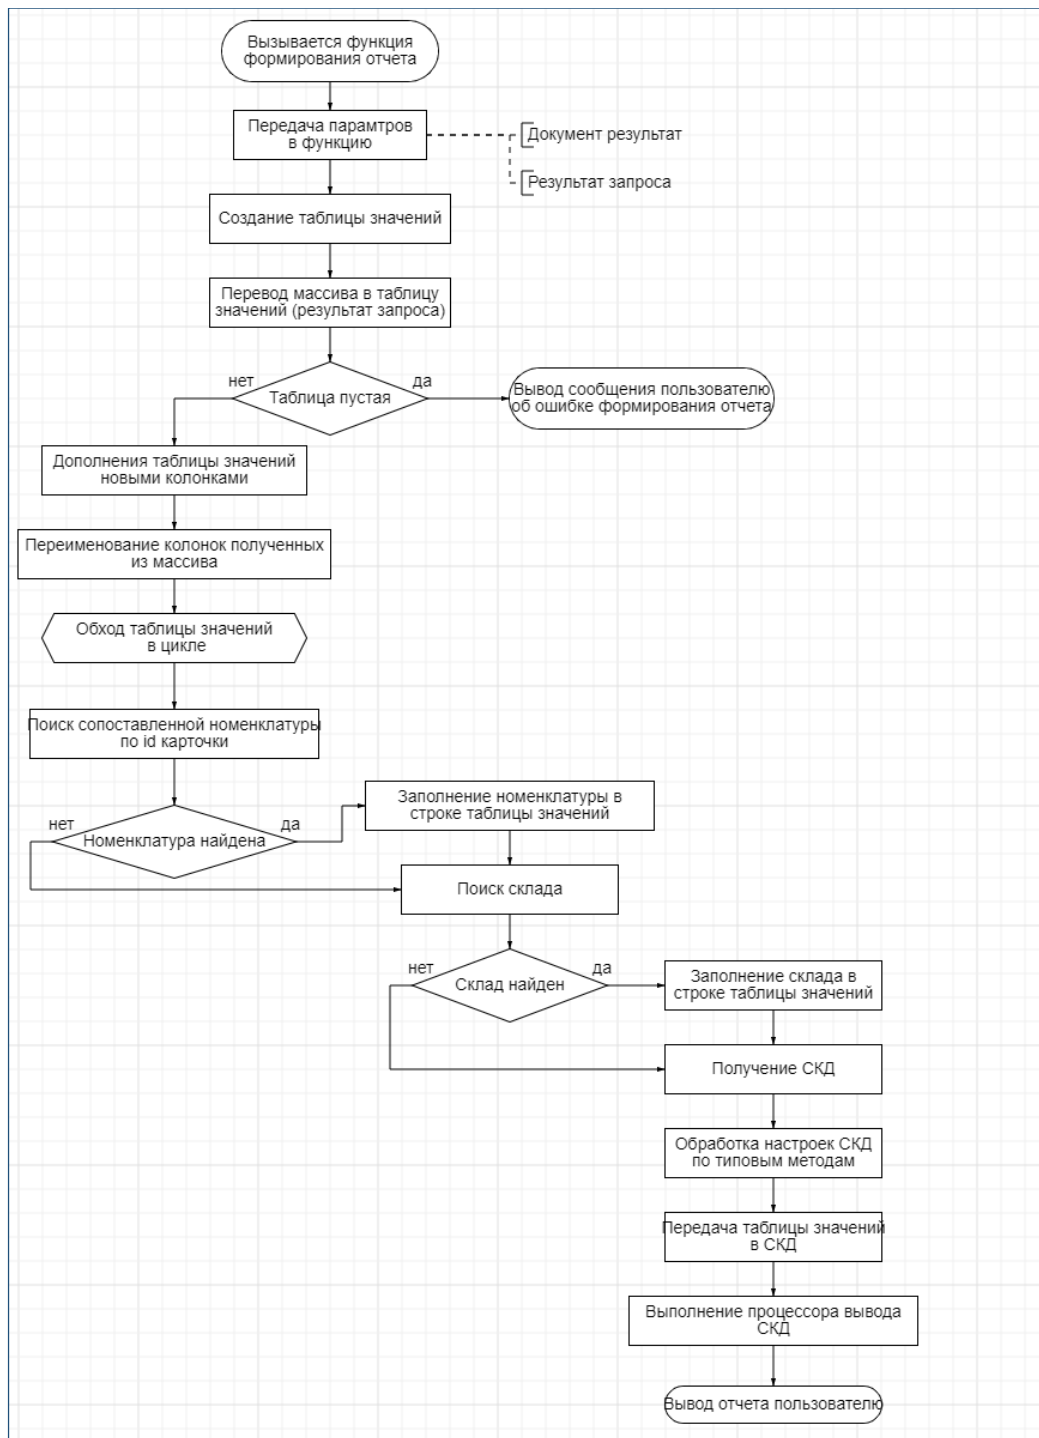 Вызывается функция
формирования отчета
Передача парамтров
в функцию
Документ результат
Результат запроса
Создание таблицы значений
Перевод массива в таблицу
значений (результат запроса)
нет
да
Таблица пустая
Вывод сообщения пользователю
об ошибке формирования отчета
Дополнения таблицы значений
новыми колонками
Переименование колонок полученных
из массива
Обход таблицы значений
в цикле
Поиск сопоставленной номенклатуры
по id карточки
нет
да
Номенклатура найдена
Заполнение номенклатуры в
строке таблицы значений
Поиск склада
нет
да
Склад найден
Заполнение склада в
строке таблицы значений
Получение СКД
Обработка настроек СКД
по типовым методам
Передача таблицы значений
в СКД
Выполнение процессора вывода
СКД
Вывод отчета пользователю